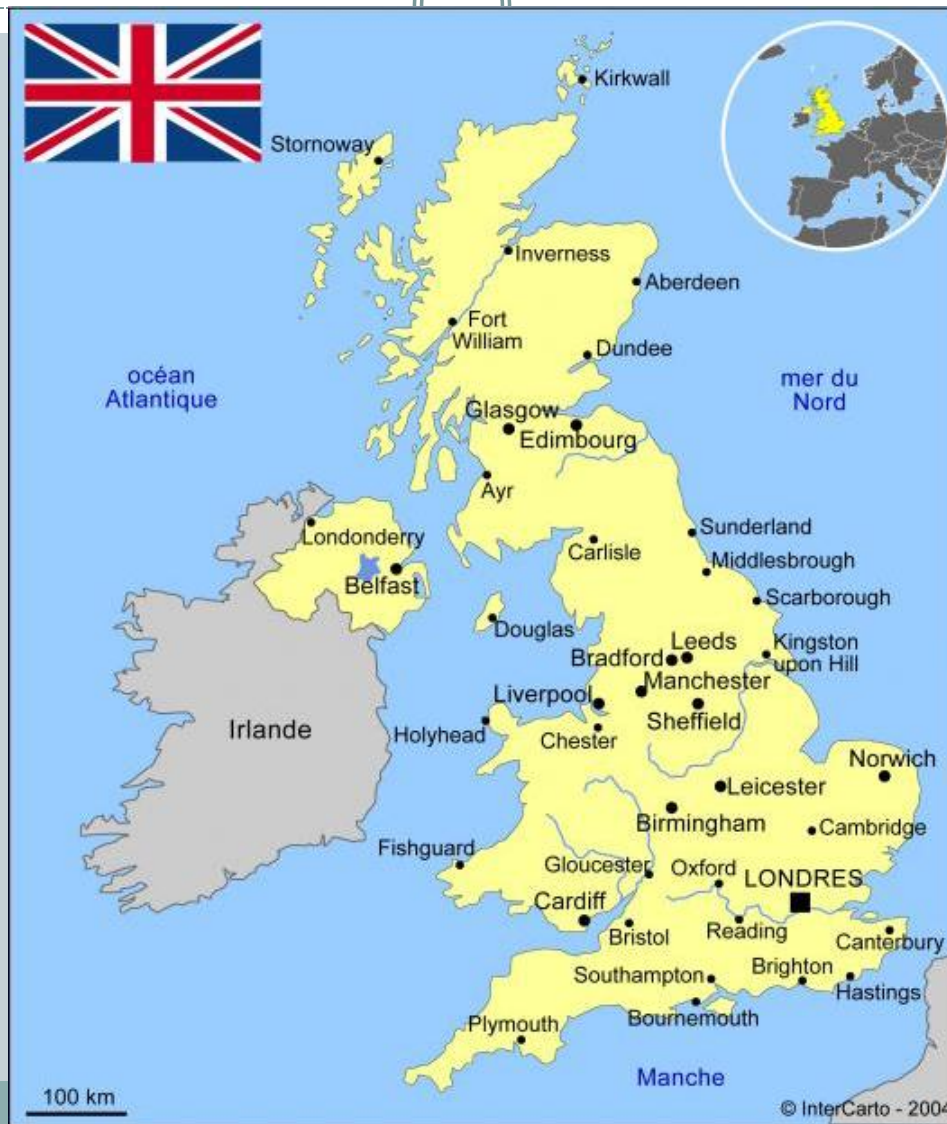 Kirkwall
Stornoway
Inverness
Aberdeen
Fort
William
Dundee
océan
Atlantique
mer du
Nord
Glasgow
Edimbourg
Ayr
Londonderry
Sunderland
Carlisle
Middlesbrough
Belfast
Scarborough
Douglas
Kingston
upon Hill
Leeds
Bradford
Manchester
Liverpool
Sheffield
Irlande
Holyhead
Chester
Norwich
Leicester
Birmingham
Cambridge
Fishguard
Gloucester
Oxford
LONDRES
Cardiff
Bristol
Reading
Canterbury
Southampton
Brighton
Hastings
Bournemouth
Plymouth
Manche
100 km
© InterCarto - 2004